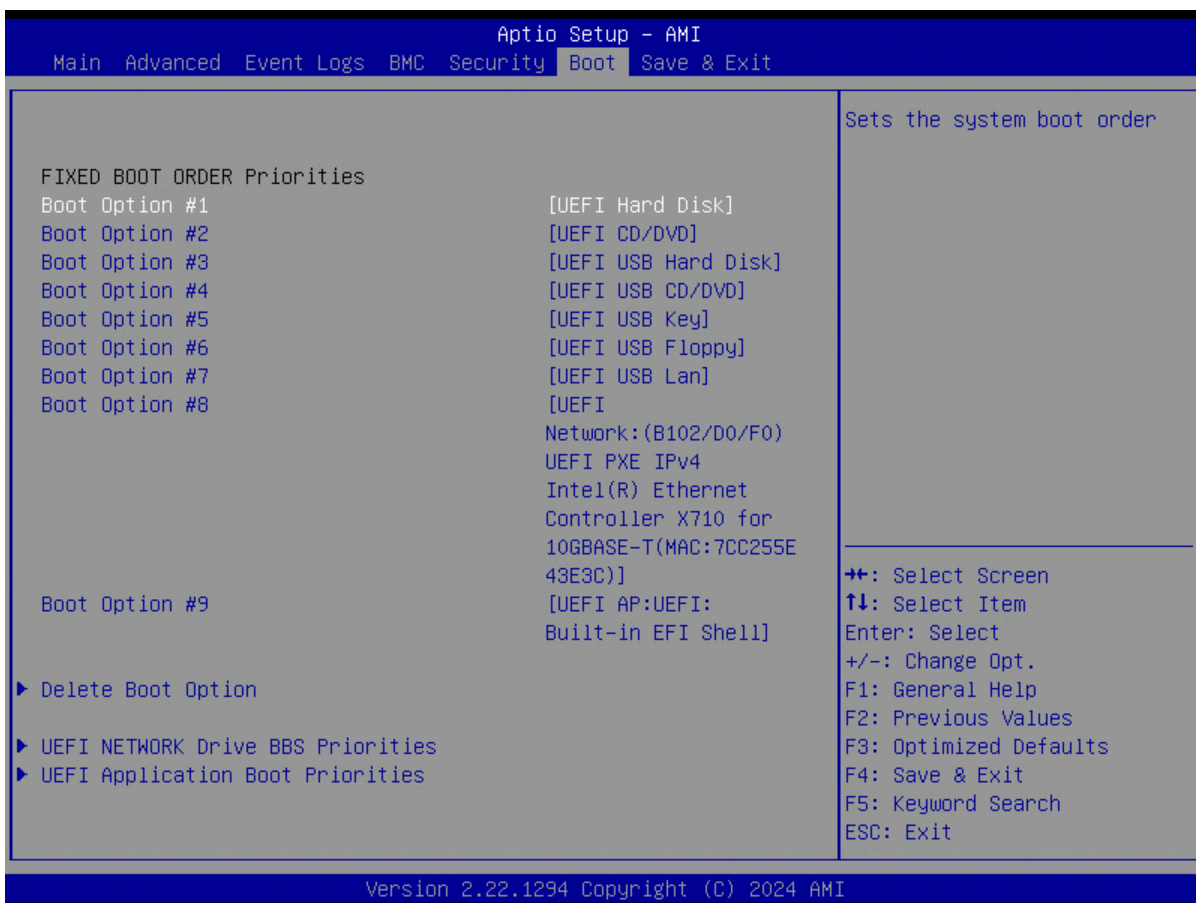 Aptio Setup – AMI
Main Advanced Event Logs BMC Security Boot Save & Exit
Sets the system boot order
FIXED BOOT ORDER Priorities
Boot Option #1 [UEFI Hard Disk]
Boot Option #2 [UEFI CD/DVD]
Boot Option #3 [UEFI USB Hard Disk]
Boot Option #4 [UEFI USB CD/DVD]
Boot Option #5 [UEFI USB Key]
Boot Option #6 [UEFI USB Floppy]
Boot Option #7 [UEFI USB Lan]
Boot Option #8 [UEFI
Network:(B102/D0/F0)
UEFI PXE IPv4
Intel(R) Ethernet
Controller X710 for
10GBASE-T(MAC:7CC255E
43E3C)]
Boot Option #9 [UEFI AP:UEFI:
Built-in EFI Shell]
▶ Delete Boot Option
▶ UEFI NETWORK Drive BBS Priorities
▶ UEFI Application Boot Priorities
→←: Select Screen
↑↓: Select Item
Enter: Select
+/-: Change Opt.
F1: General Help
F2: Previous Values
F3: Optimized Defaults
F4: Save & Exit
F5: Keyword Search
ESC: Exit
Version 2.22.1294 Copyright (C) 2024 AMI